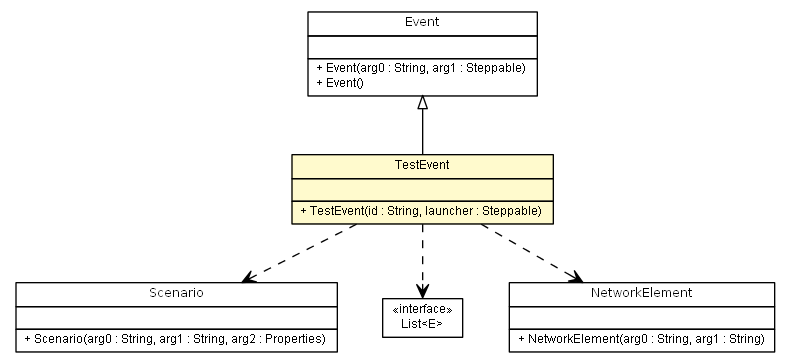 Event
+ Event(arg0 : String, arg1 : Steppable)
+ Event()
TestEvent
+ TestEvent(id : String, launcher : Steppable)
Scenario
+ Scenario(arg0 : String, arg1 : String, arg2 : Properties)
«interface»
List<E>
NetworkElement
+ NetworkElement(arg0 : String, arg1 : String)